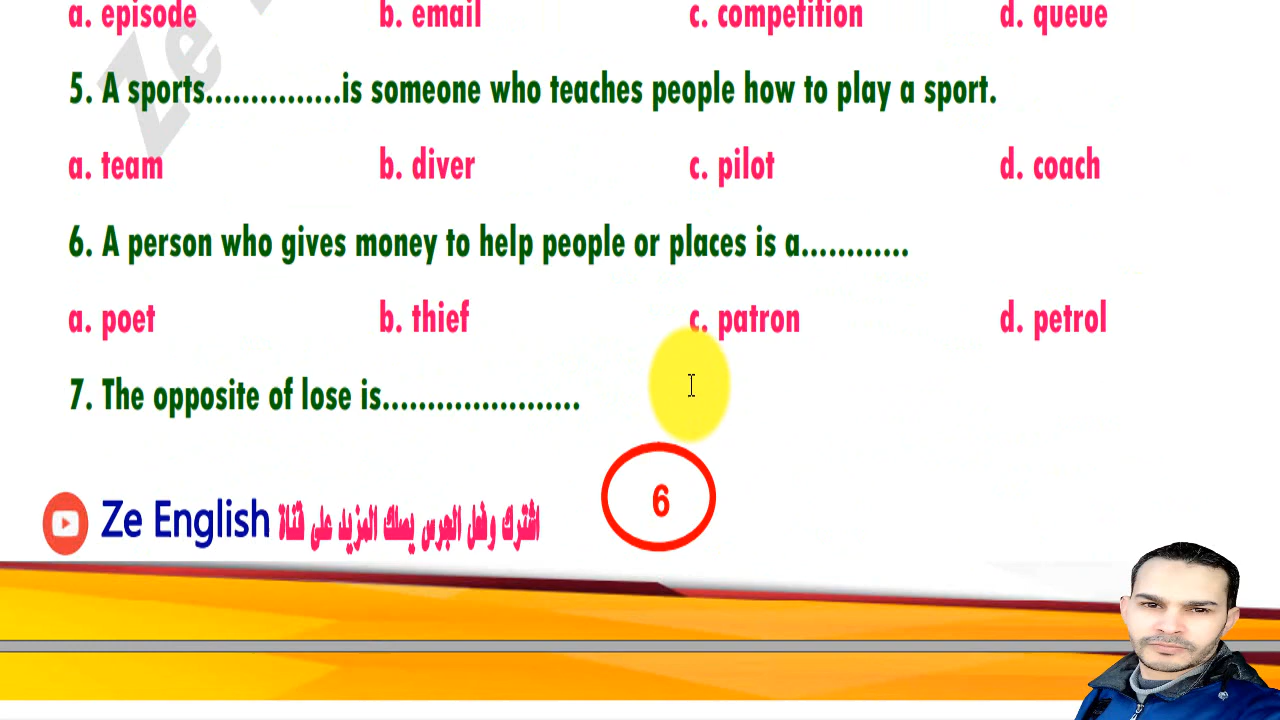 a. episode b. email c. competition d. queue
5. A sports...............is someone who teaches people how to play a sport.
a. team b. diver c. pilot d. coach
6. A person who gives money to help people or places is a............
a. poet b. thief c. patron d. petrol
7. The opposite of lose is......................
6
Ze English اشترك وفعل الجرس يصلك المزيد على قناة
Ze